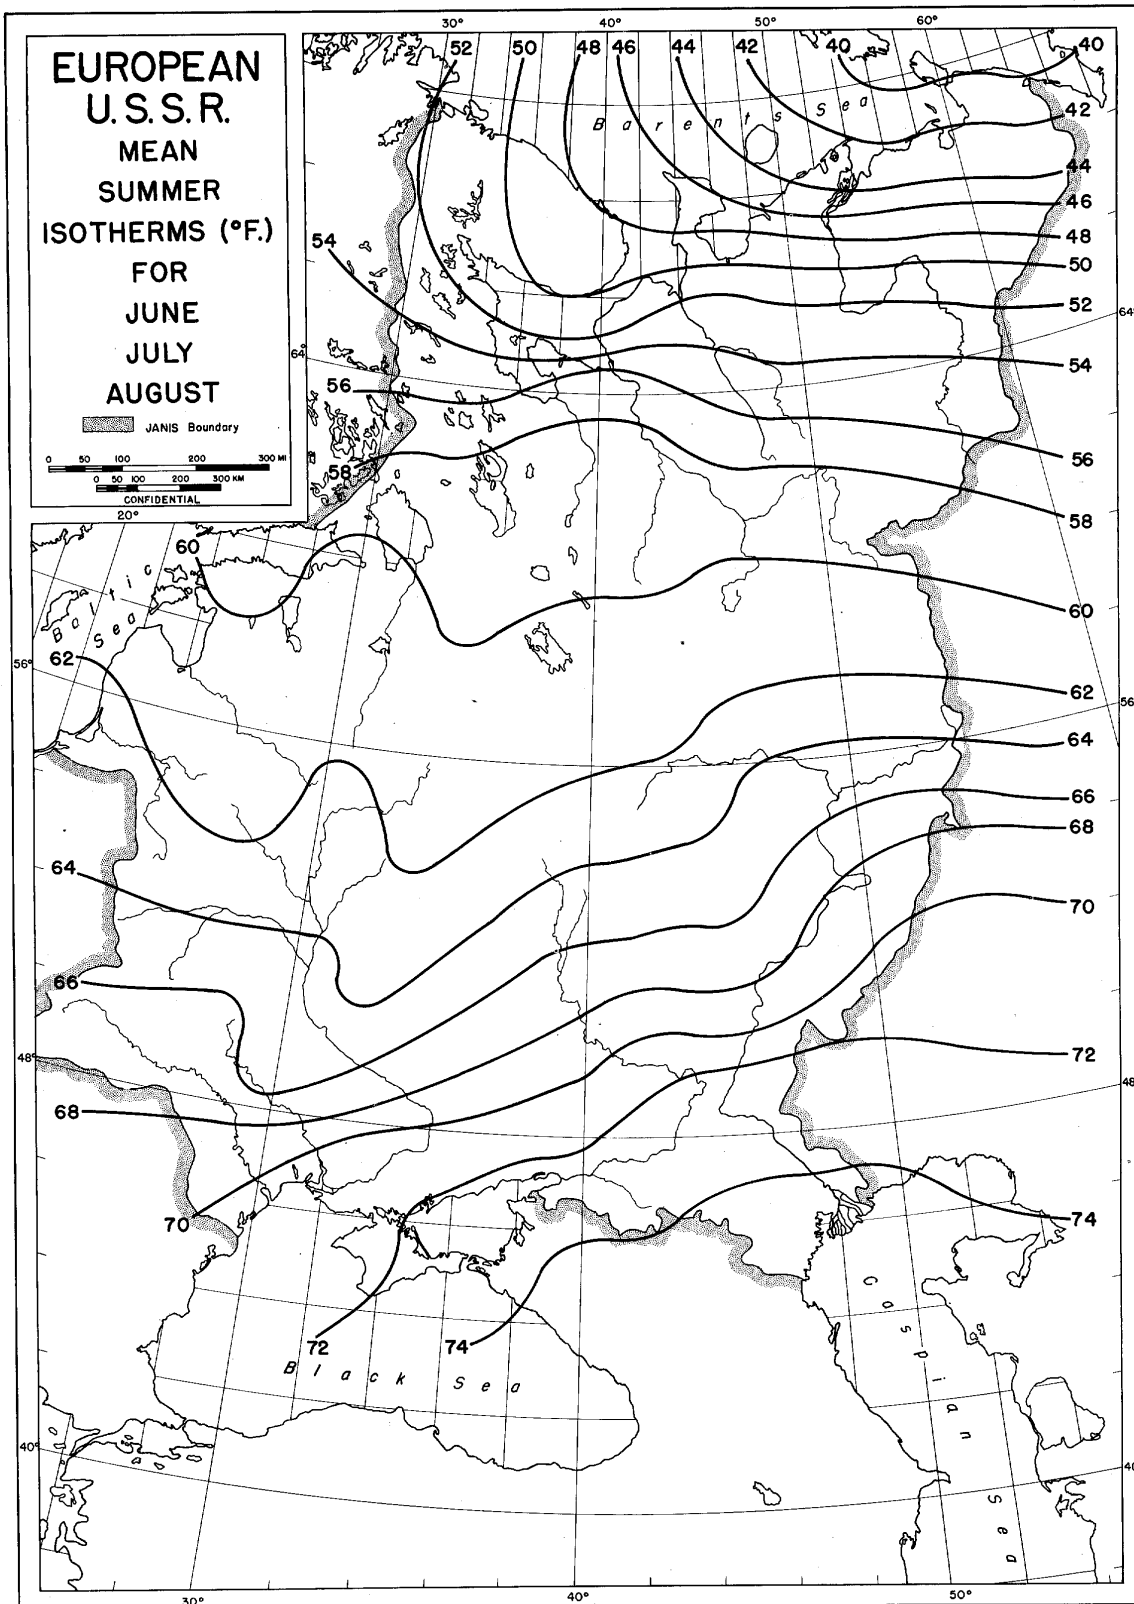 30° 40° 50° 60°
EUROPEAN
U.S.S.R.
MEAN
SUMMER
ISOTHERMS (°F.)
FOR
JUNE
JULY
AUGUST
JANIS Boundary
0 50 100 200 300 MI
0 50 100 200 300 KM
CONFIDENTIAL
52 50 48 46 44 42 40 40
Barents Sea
42
44
46
48
50
52
54
54
56
56
58
58
64°
64°
20°
60
60
Baltic
Sea
56°
62
62
56°
64
64
66
66
68
68
70
70
72
72
74
74
48°
48°
Black Sea
Caspian Sea
40°
40°
30° 40° 50°